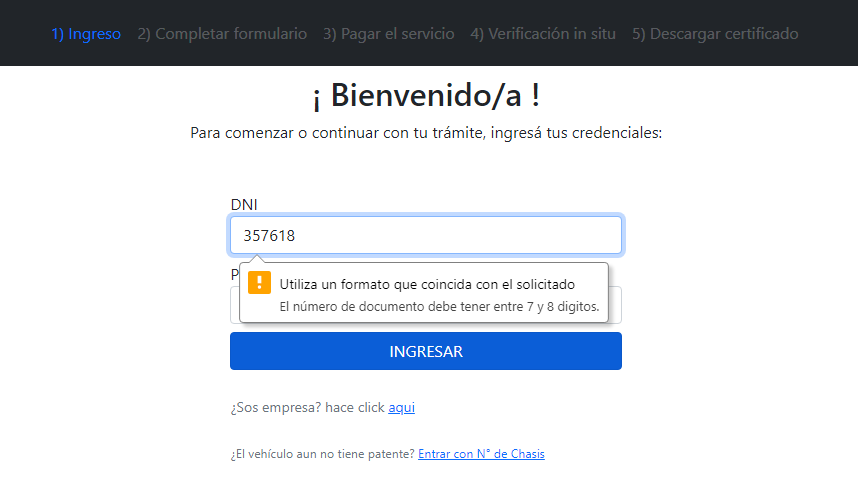 1) Ingreso 2) Completar formulario 3) Pagar el servicio 4) Verificación in situ 5) Descargar certificado
¡ Bienvenido/a !
Para comenzar o continuar con tu trámite, ingresá tus credenciales:
DNI
357618
P
Utiliza un formato que coincida con el solicitado
El número de documento debe tener entre 7 y 8 digitos.
INGRESAR
¿Sos empresa? hace click aqui
¿El vehículo aun no tiene patente? Entrar con N° de Chasis